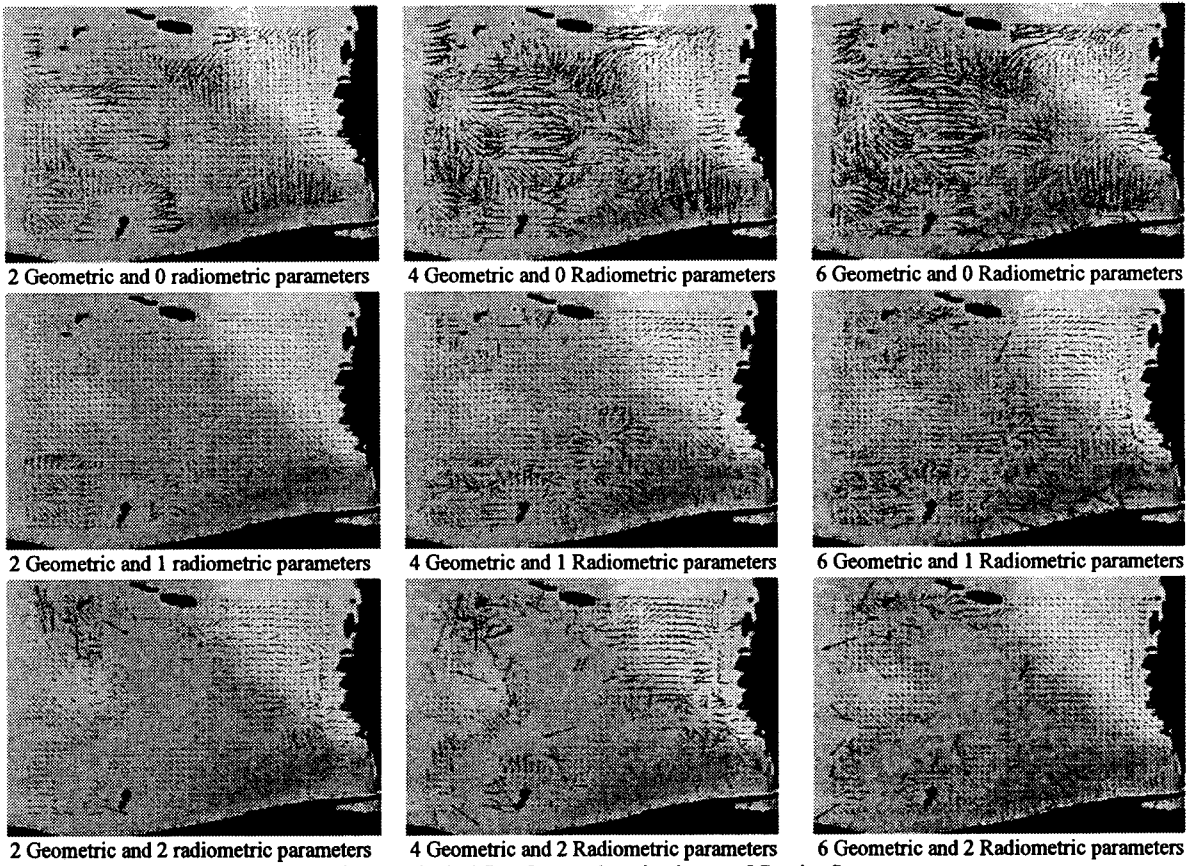 2 Geometric and 0 radiometric parameters
4 Geometric and 0 Radiometric parameters
6 Geometric and 0 Radiometric parameters
2 Geometric and 1 radiometric parameters
4 Geometric and 1 Radiometric parameters
6 Geometric and 1 Radiometric parameters
2 Geometric and 2 radiometric parameters
4 Geometric and 2 Radiometric parameters
6 Geometric and 2 Radiometric parameters